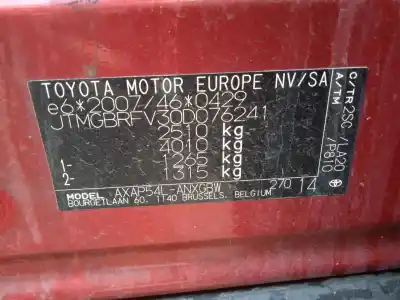 TOYOTA MOTOR EUROPE NV/SA
e6*2007/46*0429
JTMGBRFV30D076241
2510 kg
4010 kg
1- 1265 kg
2- 1315 kg
MODEL AXAP54L-ANXGBW
BOURGETLAAN 60, 1140 BRUSSELS, BELGIUM
270 14
C/TR 2SC /LA20
A/TM /P810